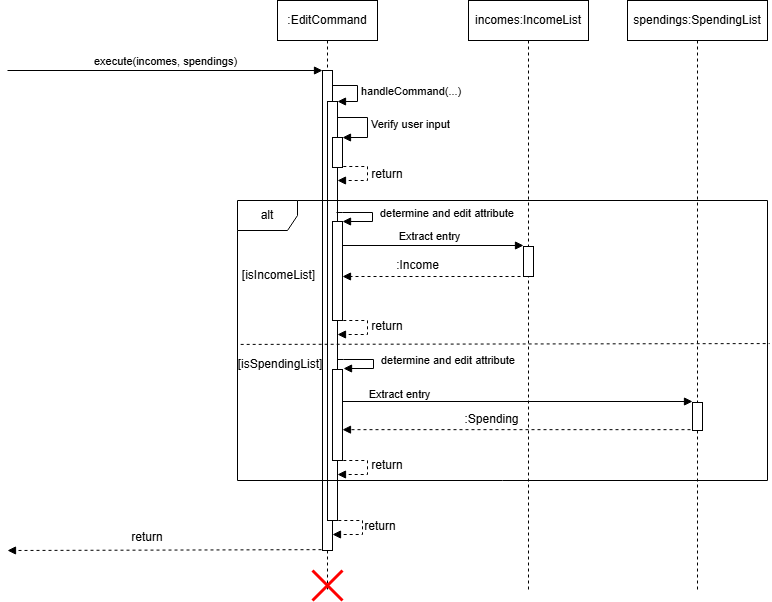 :EditCommand
incomes:IncomeList
spendings:SpendingList
execute(incomes, spendings)
handleCommand(...)
Verify user input
return
alt
determine and edit attribute
Extract entry
:Income
[isIncomeList]
return
[isSpendingList]
determine and edit attribute
Extract entry
:Spending
return
return
return